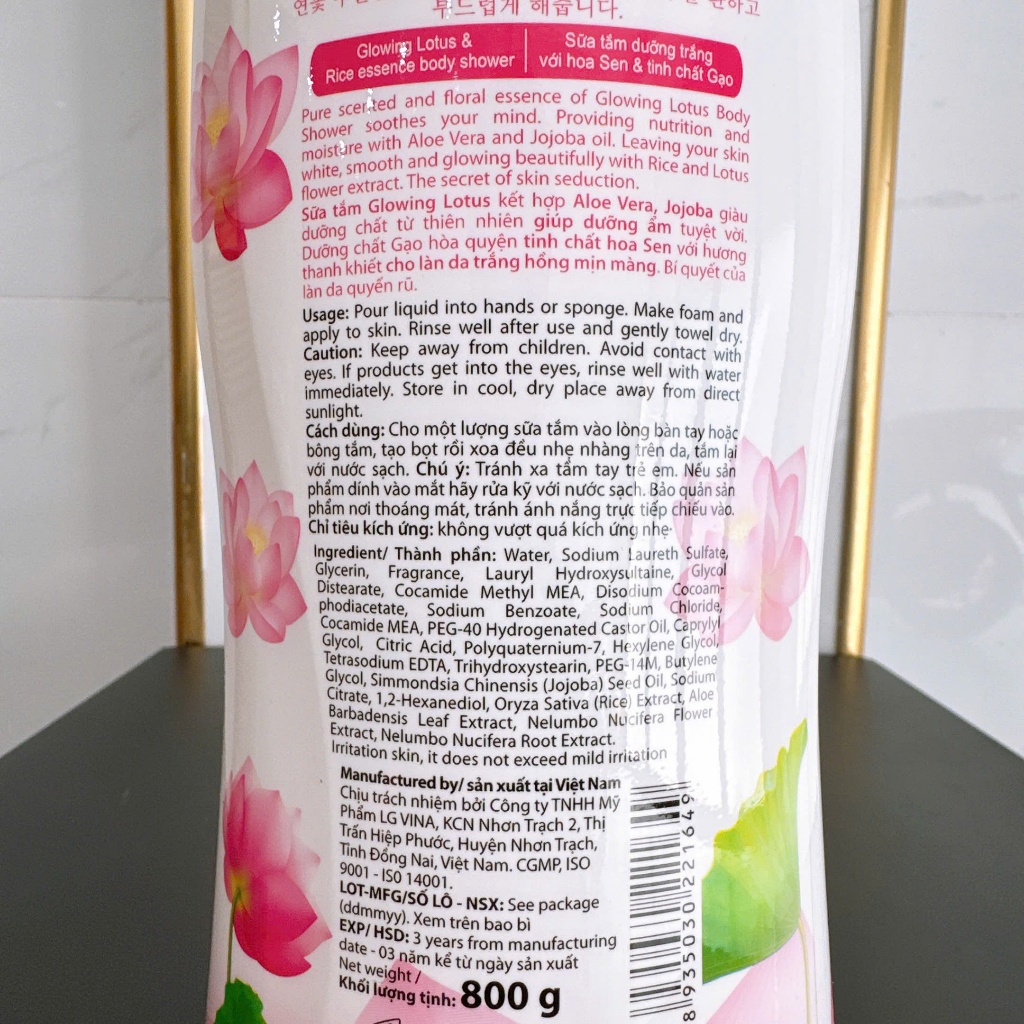 연꽃
부드럽게 해줍니다.
Glowing Lotus &
Rice essence body shower
Sữa tắm dưỡng trắng
với hoa Sen & tinh chất Gạo
Pure scented and floral essence of Glowing Lotus Body
Shower soothes your mind. Providing nutrition and
moisture with Aloe Vera and Jojoba oil. Leaving your skin
white, smooth and glowing beautifully with Rice and Lotus
flower extract. The secret of skin seduction.
Sữa tắm Glowing Lotus kết hợp Aloe Vera, Jojoba giàu
dưỡng chất từ thiên nhiên giúp dưỡng ẩm tuyệt vời.
Dưỡng chất Gạo hòa quyện tinh chất hoa Sen với hương
thanh khiết cho làn da trắng hồng mịn màng. Bí quyết của
làn da quyến rũ.
Usage: Pour liquid into hands or sponge. Make foam and
apply to skin. Rinse well after use and gently towel dry.
Caution: Keep away from children. Avoid contact with
eyes. If products get into the eyes, rinse well with water
immediately. Store in cool, dry place away from direct
sunlight.
Cách dùng: Cho một lượng sữa tắm vào lòng bàn tay hoặc
bông tắm, tạo bọt rồi xoa đều nhẹ nhàng trên da, tắm lại
với nước sạch. Chú ý: Tránh xa tầm tay trẻ em. Nếu sản
phẩm dính vào mắt hãy rửa kỹ với nước sạch. Bảo quản sản
phẩm nơi thoáng mát, tránh ánh nắng trực tiếp chiếu vào.
Chỉ tiêu kích ứng: không vượt quá kích ứng nhẹ.
Ingredient/ Thành phần: Water, Sodium Laureth Sulfate,
Glycerin, Fragrance, Lauryl Hydroxysultaine, Glycol
Distearate, Cocamide Methyl MEA, Disodium Cocoam-
phodiacetate, Sodium Benzoate, Sodium Chloride,
Cocamide MEA, PEG-40 Hydrogenated Castor Oil, Caprylyl
Glycol, Citric Acid, Polyquaternium-7, Hexylene Glycol,
Tetrasodium EDTA, Trihydroxystearin, PEG-14M, Butylene
Glycol, Simmondsia Chinensis (Jojoba) Seed Oil, Sodium
Citrate, 1,2-Hexanediol, Oryza Sativa (Rice) Extract, Aloe
Barbadensis Leaf Extract, Nelumbo Nucifera Flower
Extract, Nelumbo Nucifera Root Extract.
Irritation skin, it does not exceed mild irritation
Manufactured by/ sản xuất tại Việt Nam
Chịu trách nhiệm bởi Công ty TNHH Mỹ
Phẩm LG VINA, KCN Nhơn Trạch 2, Thị
Trấn Hiệp Phước, Huyện Nhơn Trạch,
Tỉnh Đồng Nai, Việt Nam. CGMP, ISO
9001 - ISO 14001.
LOT-MFG/SỐ LÔ - NSX: See package
(ddmmyy). Xem trên bao bì
EXP/ HSD: 3 years from manufacturing
date - 03 năm kể từ ngày sản xuất
Net weight /
Khối lượng tịnh: 800 g
8 935030 221649